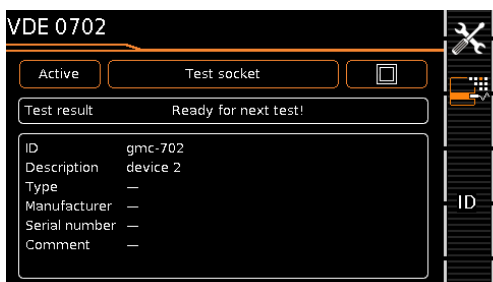 VDE 0702
Active Test socket
Test result Ready for next test!
ID gmc-702
Description device 2
Type —
Manufacturer —
Serial number —
Comment —
ID